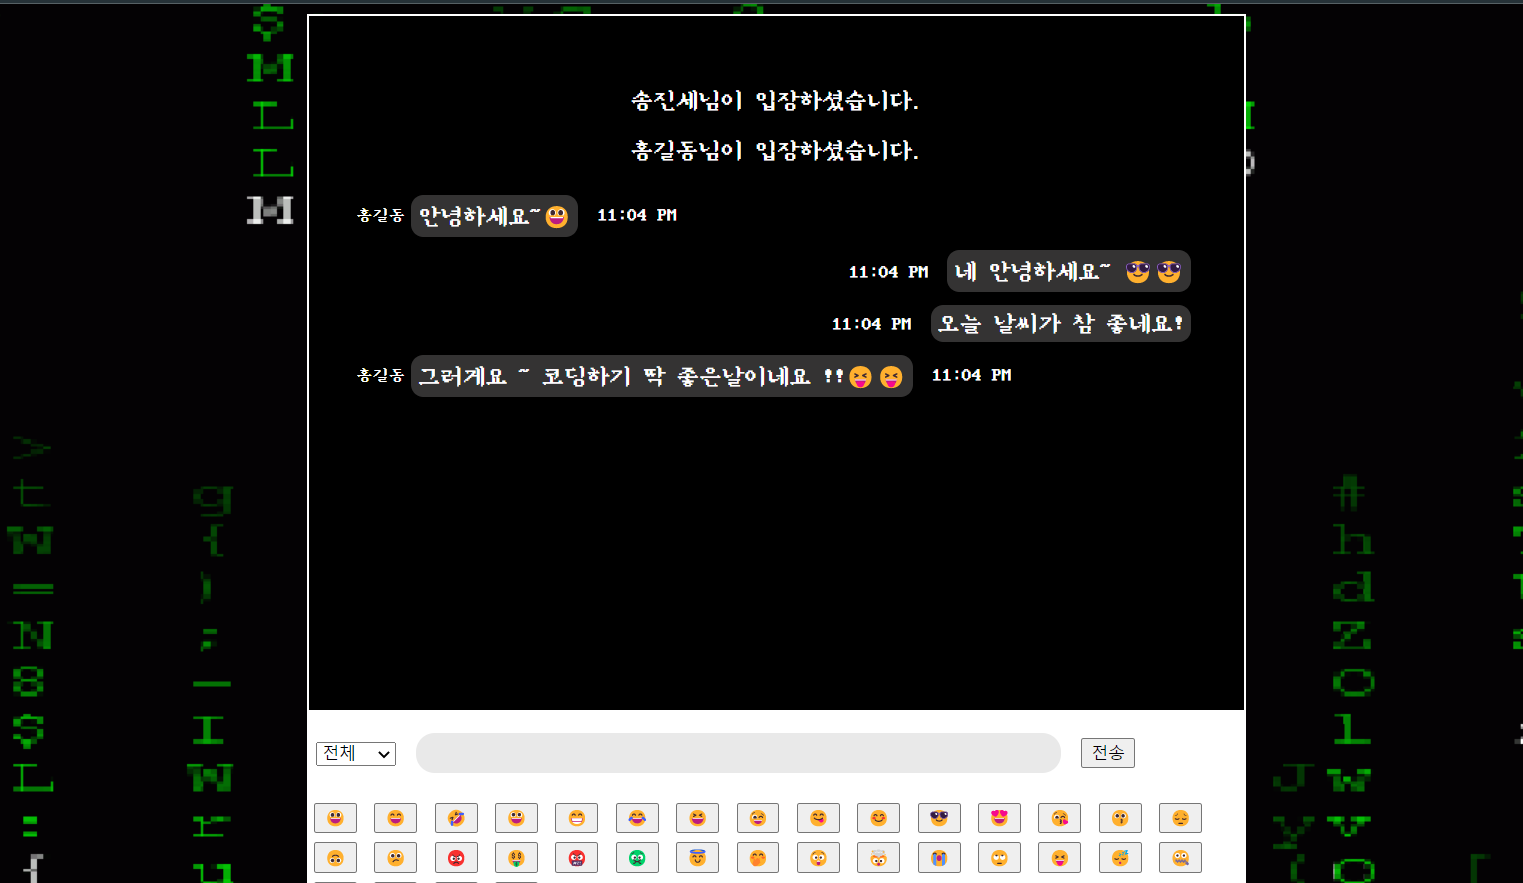 송진세님이 입장하셨습니다.
홍길동님이 입장하셨습니다.
홍길동 안녕하세요~😃 11:04 PM
11:04 PM 네 안녕하세요~ 😎😎
11:04 PM 오늘 날씨가 참 좋네요!
홍길동 그러게요 ~ 코딩하기 딱 좋은날이네요 !!😝😝 11:04 PM
전체 전송